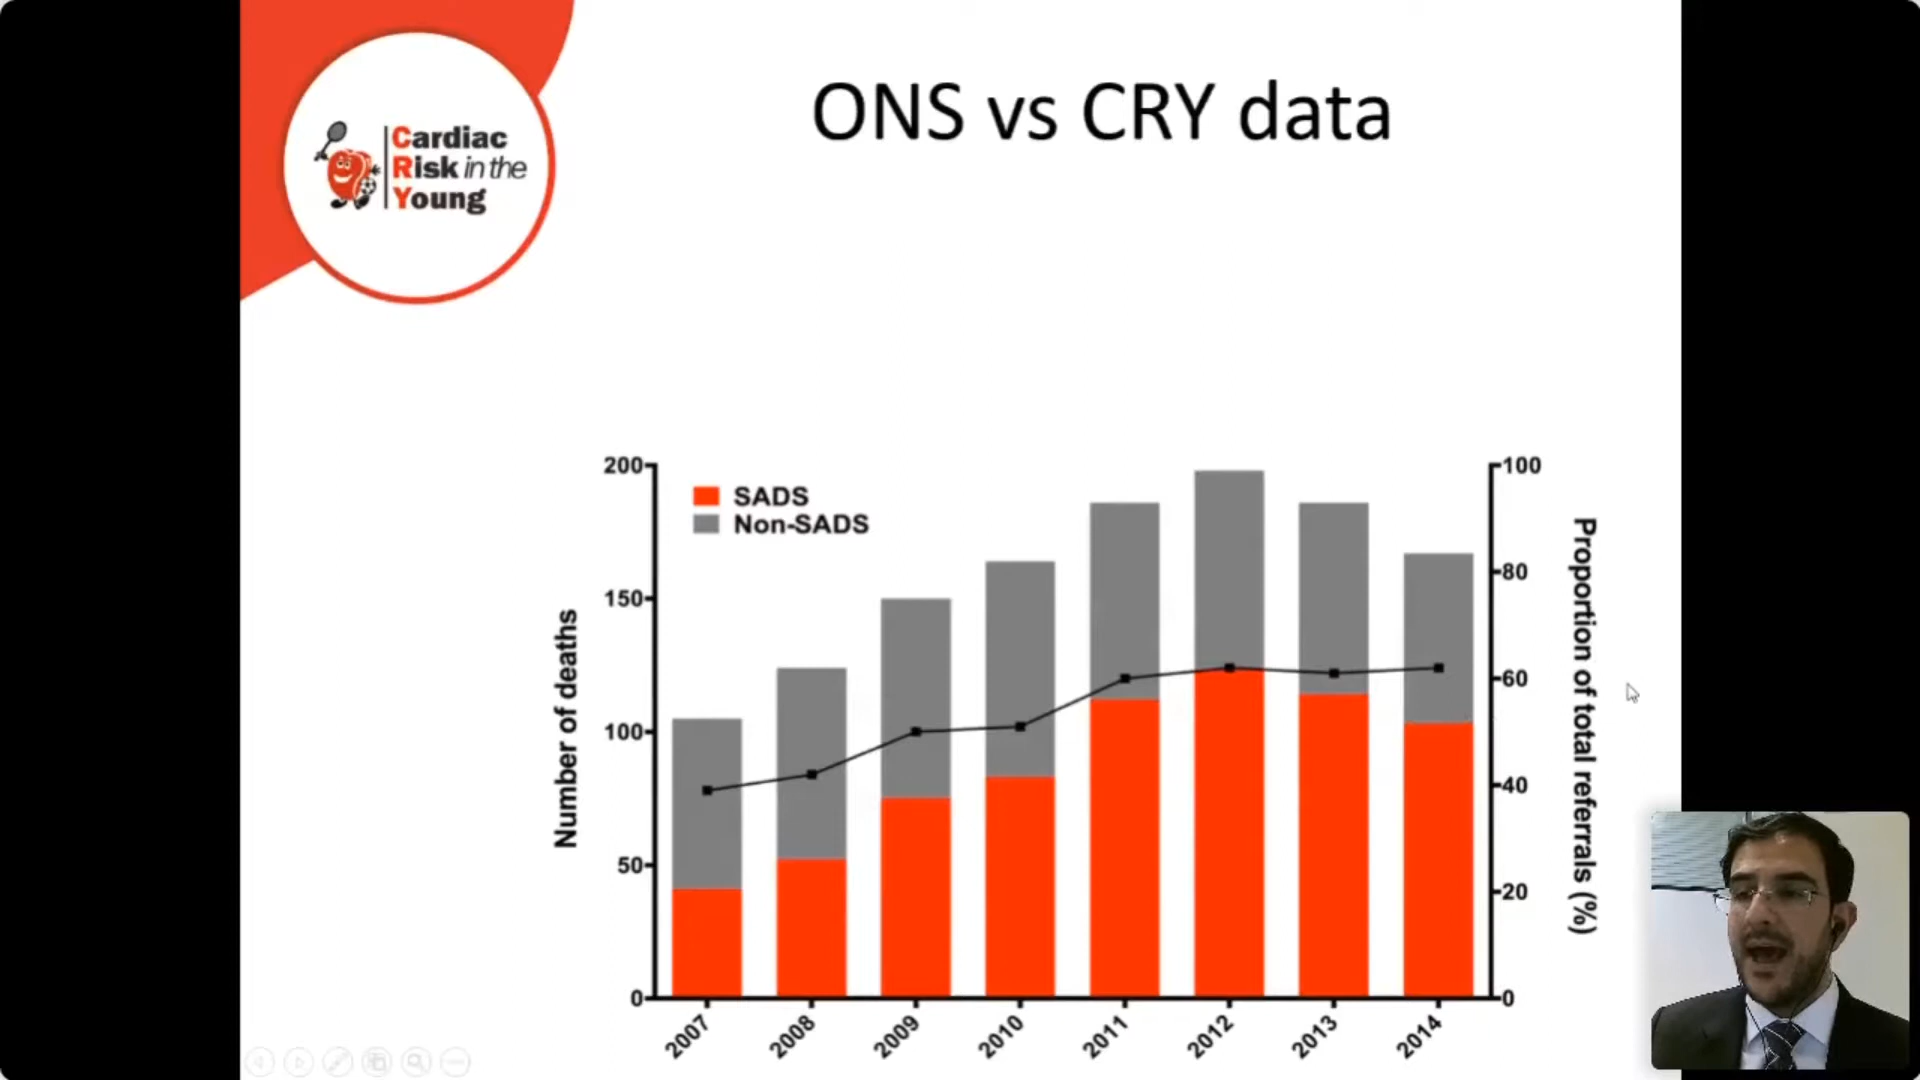 Cardiac
Risk in the
Young
ONS vs CRY data
SADS
Non-SADS
Number of deaths
200
150
100
50
0
100
80
60
40
20
0
Proportion of total referrals (%)
2007
2008
2009
2010
2011
2012
2013
2014